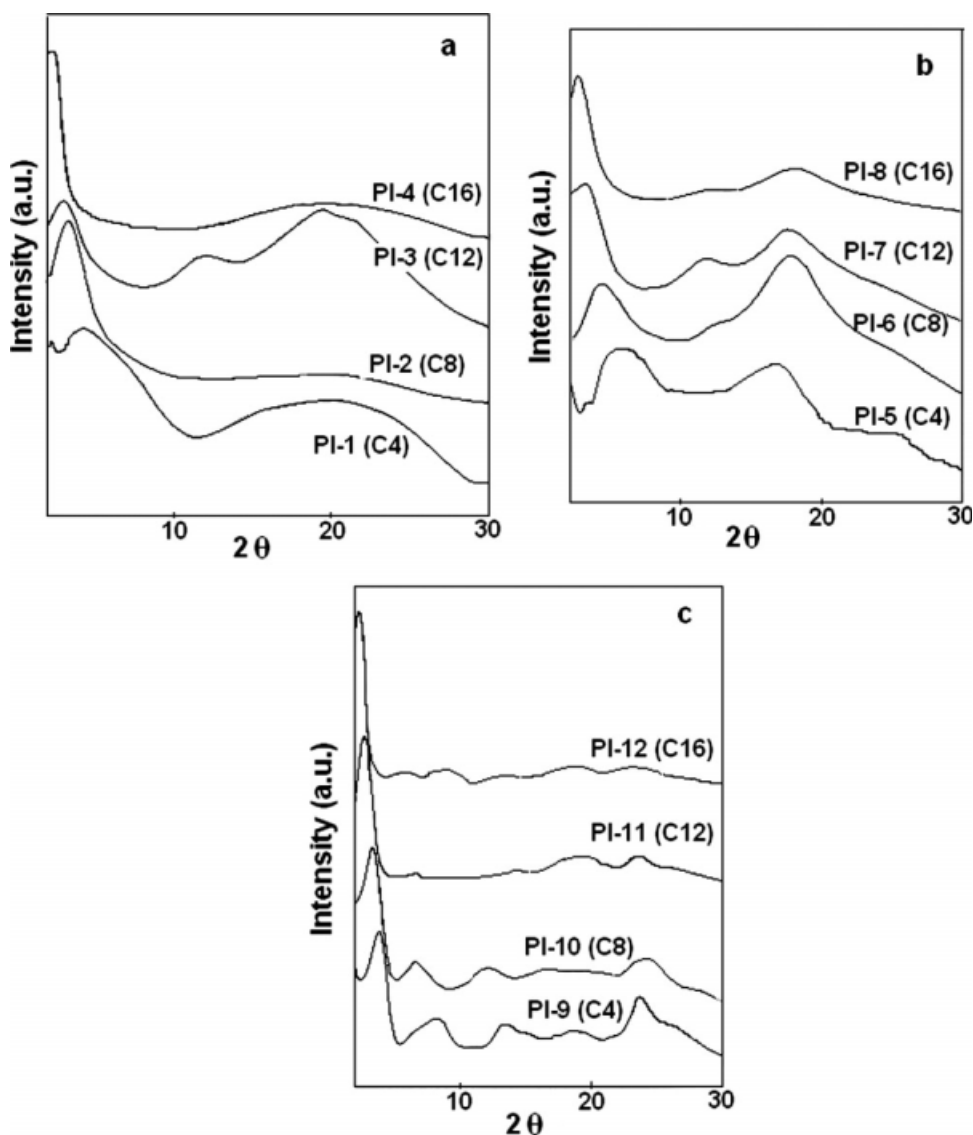 a
Intensity (a.u.)
PI-4 (C16)
PI-3 (C12)
PI-2 (C8)
PI-1 (C4)
10
20
30
2 θ
b
Intensity (a.u.)
PI-8 (C16)
PI-7 (C12)
PI-6 (C8)
PI-5 (C4)
10
20
30
2θ
c
Intensity (a.u.)
PI-12 (C16)
PI-11 (C12)
PI-10 (C8)
PI-9 (C4)
10
20
30
2 θ